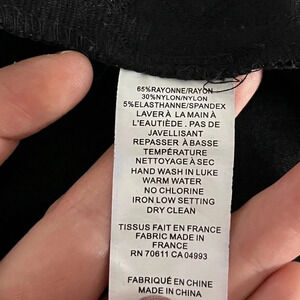 65%RAYONNE/RAYON
30%NYLON/NYLON
5%ELASTHANNE/SPANDEX
LAVER À LA MAIN À
L'EAUTIÈDE . PAS DE
JAVELLISANT
REPASSER À BASSE
TEMPÉRATURE
NETTOYAGE À SEC
HAND WASH IN LUKE
WARM WATER
NO CHLORINE
IRON LOW SETTING
DRY CLEAN
TISSUS FAIT EN FRANCE
FABRIC MADE IN
FRANCE
RN 70611 CA 04993
FABRIQUÉ EN CHINE
MADE IN CHINA